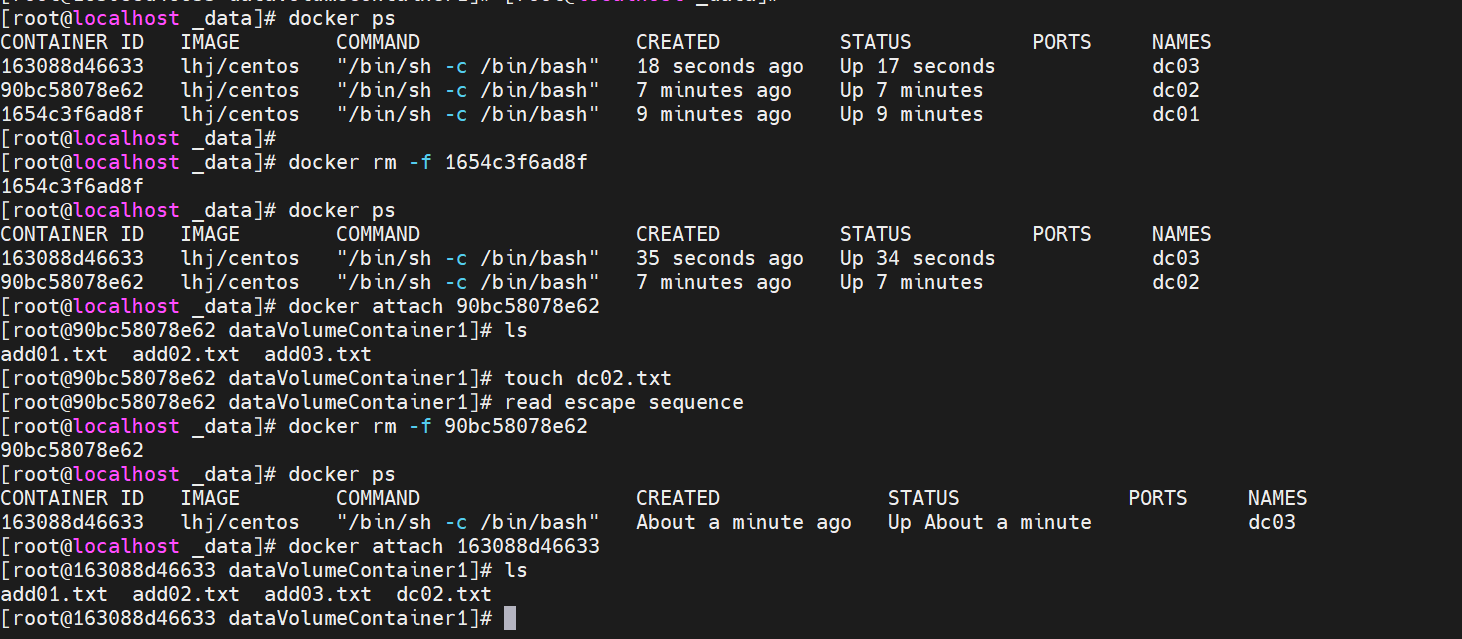 [root@localhost _data]# docker ps
CONTAINER ID   IMAGE        COMMAND                  CREATED          STATUS          PORTS     NAMES
163088d46633   lhj/centos   "/bin/sh -c /bin/bash"   18 seconds ago   Up 17 seconds             dc03
90bc58078e62   lhj/centos   "/bin/sh -c /bin/bash"   7 minutes ago    Up 7 minutes              dc02
1654c3f6ad8f   lhj/centos   "/bin/sh -c /bin/bash"   9 minutes ago    Up 9 minutes              dc01
[root@localhost _data]#
[root@localhost _data]# docker rm -f 1654c3f6ad8f
1654c3f6ad8f
[root@localhost _data]# docker ps
CONTAINER ID   IMAGE        COMMAND                  CREATED          STATUS          PORTS     NAMES
163088d46633   lhj/centos   "/bin/sh -c /bin/bash"   35 seconds ago   Up 34 seconds             dc03
90bc58078e62   lhj/centos   "/bin/sh -c /bin/bash"   7 minutes ago    Up 7 minutes              dc02
[root@localhost _data]# docker attach 90bc58078e62
[root@90bc58078e62 dataVolumeContainer1]# ls
add01.txt  add02.txt  add03.txt
[root@90bc58078e62 dataVolumeContainer1]# touch dc02.txt
[root@90bc58078e62 dataVolumeContainer1]# read escape sequence
[root@localhost _data]# docker rm -f 90bc58078e62
90bc58078e62
[root@localhost _data]# docker ps
CONTAINER ID   IMAGE        COMMAND                  CREATED              STATUS              PORTS     NAMES
163088d46633   lhj/centos   "/bin/sh -c /bin/bash"   About a minute ago   Up About a minute             dc03
[root@localhost _data]# docker attach 163088d46633
[root@163088d46633 dataVolumeContainer1]# ls
add01.txt  add02.txt  add03.txt  dc02.txt
[root@163088d46633 dataVolumeContainer1]#